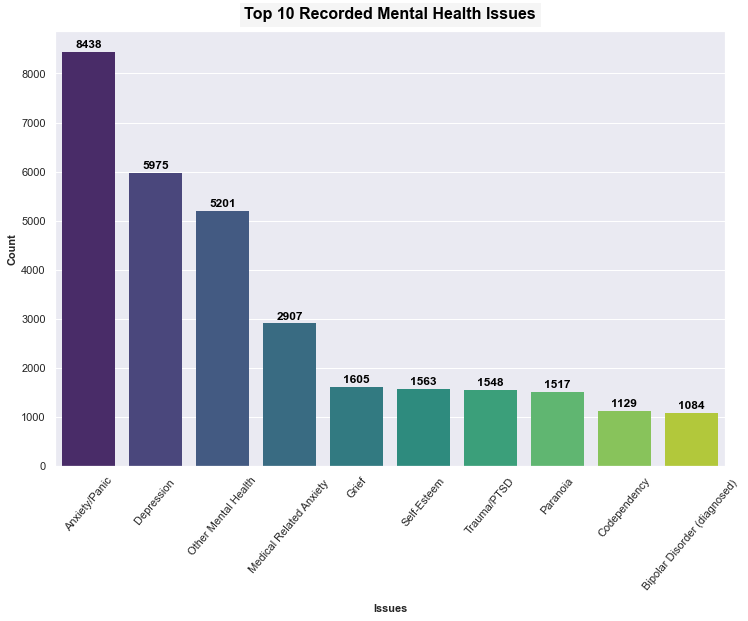 Top 10 Recorded Mental Health Issues
8438
5975
5201
2907
1605
1563
1548
1517
1129
1084
8000
7000
6000
5000
4000
3000
2000
1000
0
Count
Anxiety/Panic
Depression
Other Mental Health
Medical Related Anxiety
Grief
Self-Esteem
Trauma/PTSD
Paranoia
Codependency
Bipolar Disorder (diagnosed)
Issues